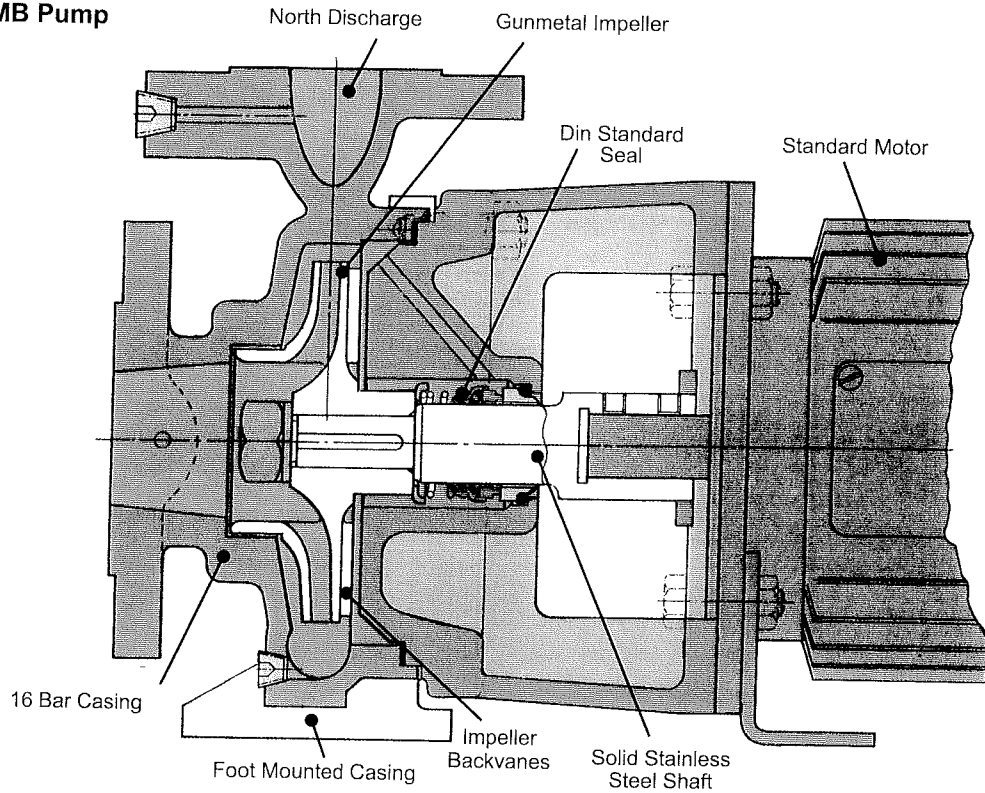 MB Pump
North Discharge
Gunmetal Impeller
Din Standard
Seal
Standard Motor
16 Bar Casing
Foot Mounted Casing
Impeller
Backvanes
Solid Stainless
Steel Shaft